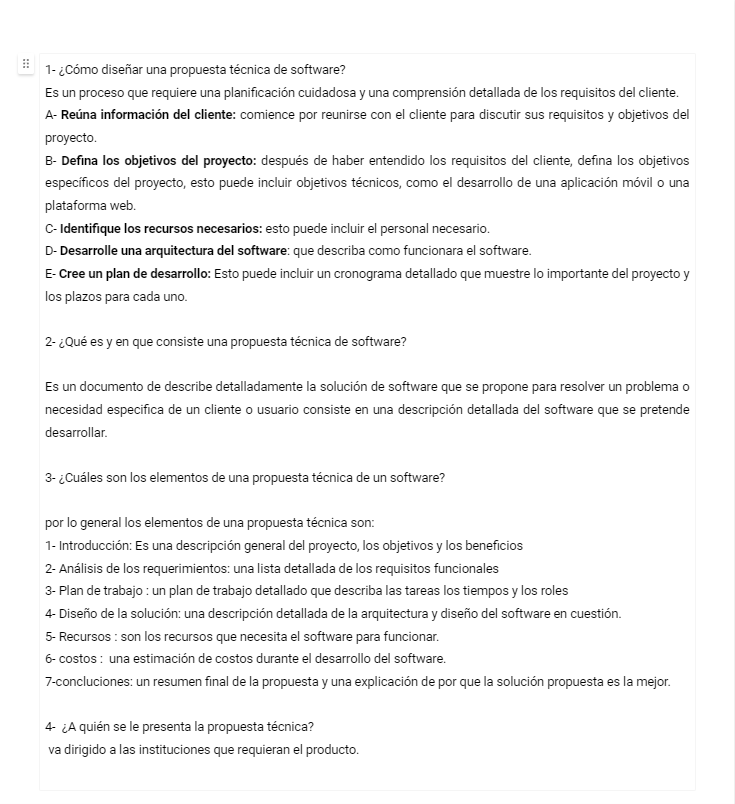 1- ¿Cómo diseñar una propuesta técnica de software?
Es un proceso que requiere una planificación cuidadosa y una comprensión detallada de los requisitos del cliente.
A- Reúna información del cliente: comience por reunirse con el cliente para discutir sus requisitos y objetivos del
proyecto.
B- Defina los objetivos del proyecto: después de haber entendido los requisitos del cliente, defina los objetivos
específicos del proyecto, esto puede incluir objetivos técnicos, como el desarrollo de una aplicación móvil o una
plataforma web.
C- Identifique los recursos necesarios: esto puede incluir el personal necesario.
D- Desarrolle una arquitectura del software: que describa como funcionara el software.
E- Cree un plan de desarrollo: Esto puede incluir un cronograma detallado que muestre lo importante del proyecto y
los plazos para cada uno.
2- ¿Qué es y en que consiste una propuesta técnica de software?
Es un documento de describe detalladamente la solución de software que se propone para resolver un problema o
necesidad especifica de un cliente o usuario consiste en una descripción detallada del software que se pretende
desarrollar.
3- ¿Cuáles son los elementos de una propuesta técnica de un software?
por lo general los elementos de una propuesta técnica son:
1- Introducción: Es una descripción general del proyecto, los objetivos y los beneficios
2- Análisis de los requerimientos: una lista detallada de los requisitos funcionales
3- Plan de trabajo : un plan de trabajo detallado que describa las tareas los tiempos y los roles
4- Diseño de la solución: una descripción detallada de la arquitectura y diseño del software en cuestión.
5- Recursos : son los recursos que necesita el software para funcionar.
6- costos : una estimación de costos durante el desarrollo del software.
7-concluciones: un resumen final de la propuesta y una explicación de por que la solución propuesta es la mejor.
4- ¿A quién se le presenta la propuesta técnica?
va dirigido a las instituciones que requieran el producto.